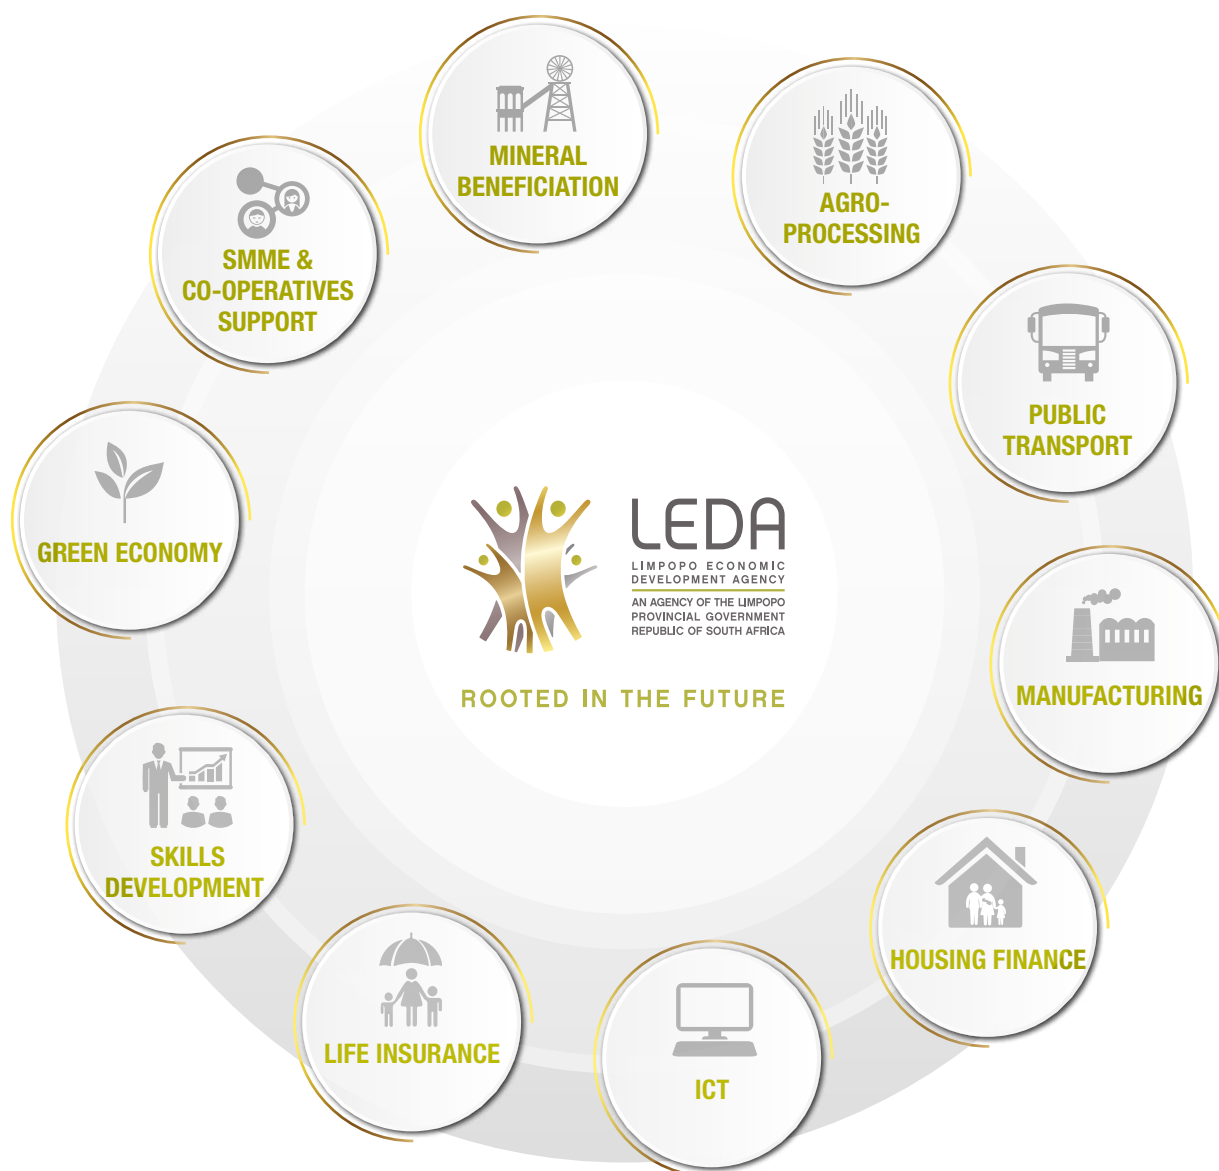 MINERAL
BENEFICIATION
AGRO-
PROCESSING
PUBLIC
TRANSPORT
MANUFACTURING
HOUSING FINANCE
ICT
LIFE INSURANCE
SKILLS
DEVELOPMENT
GREEN ECONOMY
SMME &
CO-OPERATIVES
SUPPORT
LEDA
LIMPOPO ECONOMIC
DEVELOPMENT AGENCY
AN AGENCY OF THE LIMPOPO
PROVINCIAL GOVERNMENT
REPUBLIC OF SOUTH AFRICA
ROOTED IN THE FUTURE